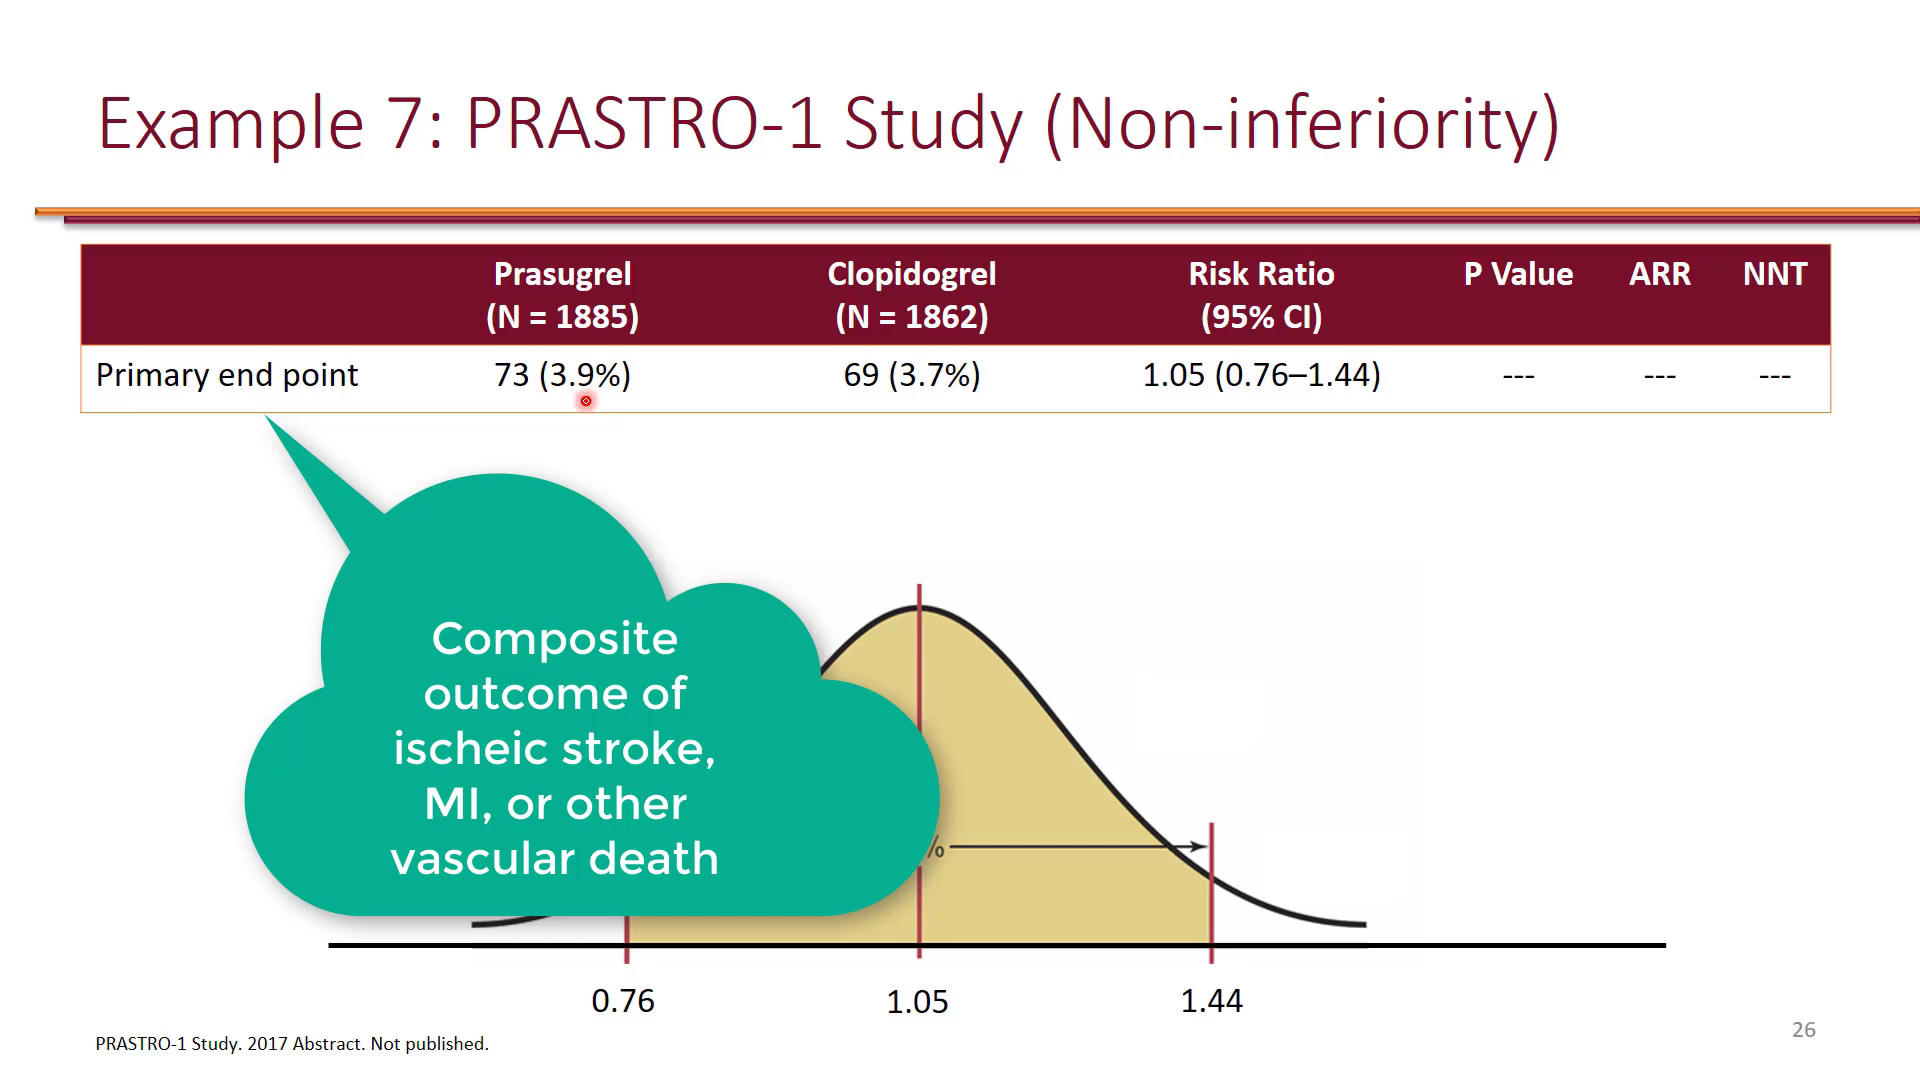 Example 7: PRASTRO-1 Study (Non-inferiority)
Prasugrel Clopidogrel Risk Ratio P Value ARR NNT
(N = 1885) (N = 1862) (95% CI)
Primary end point 73 (3.9%) 69 (3.7%) 1.05 (0.76–1.44) --- --- ---
Composite
outcome of
ischeic stroke,
MI, or other
vascular death
%
0.76 1.05 1.44
PRASTRO-1 Study. 2017 Abstract. Not published.
26